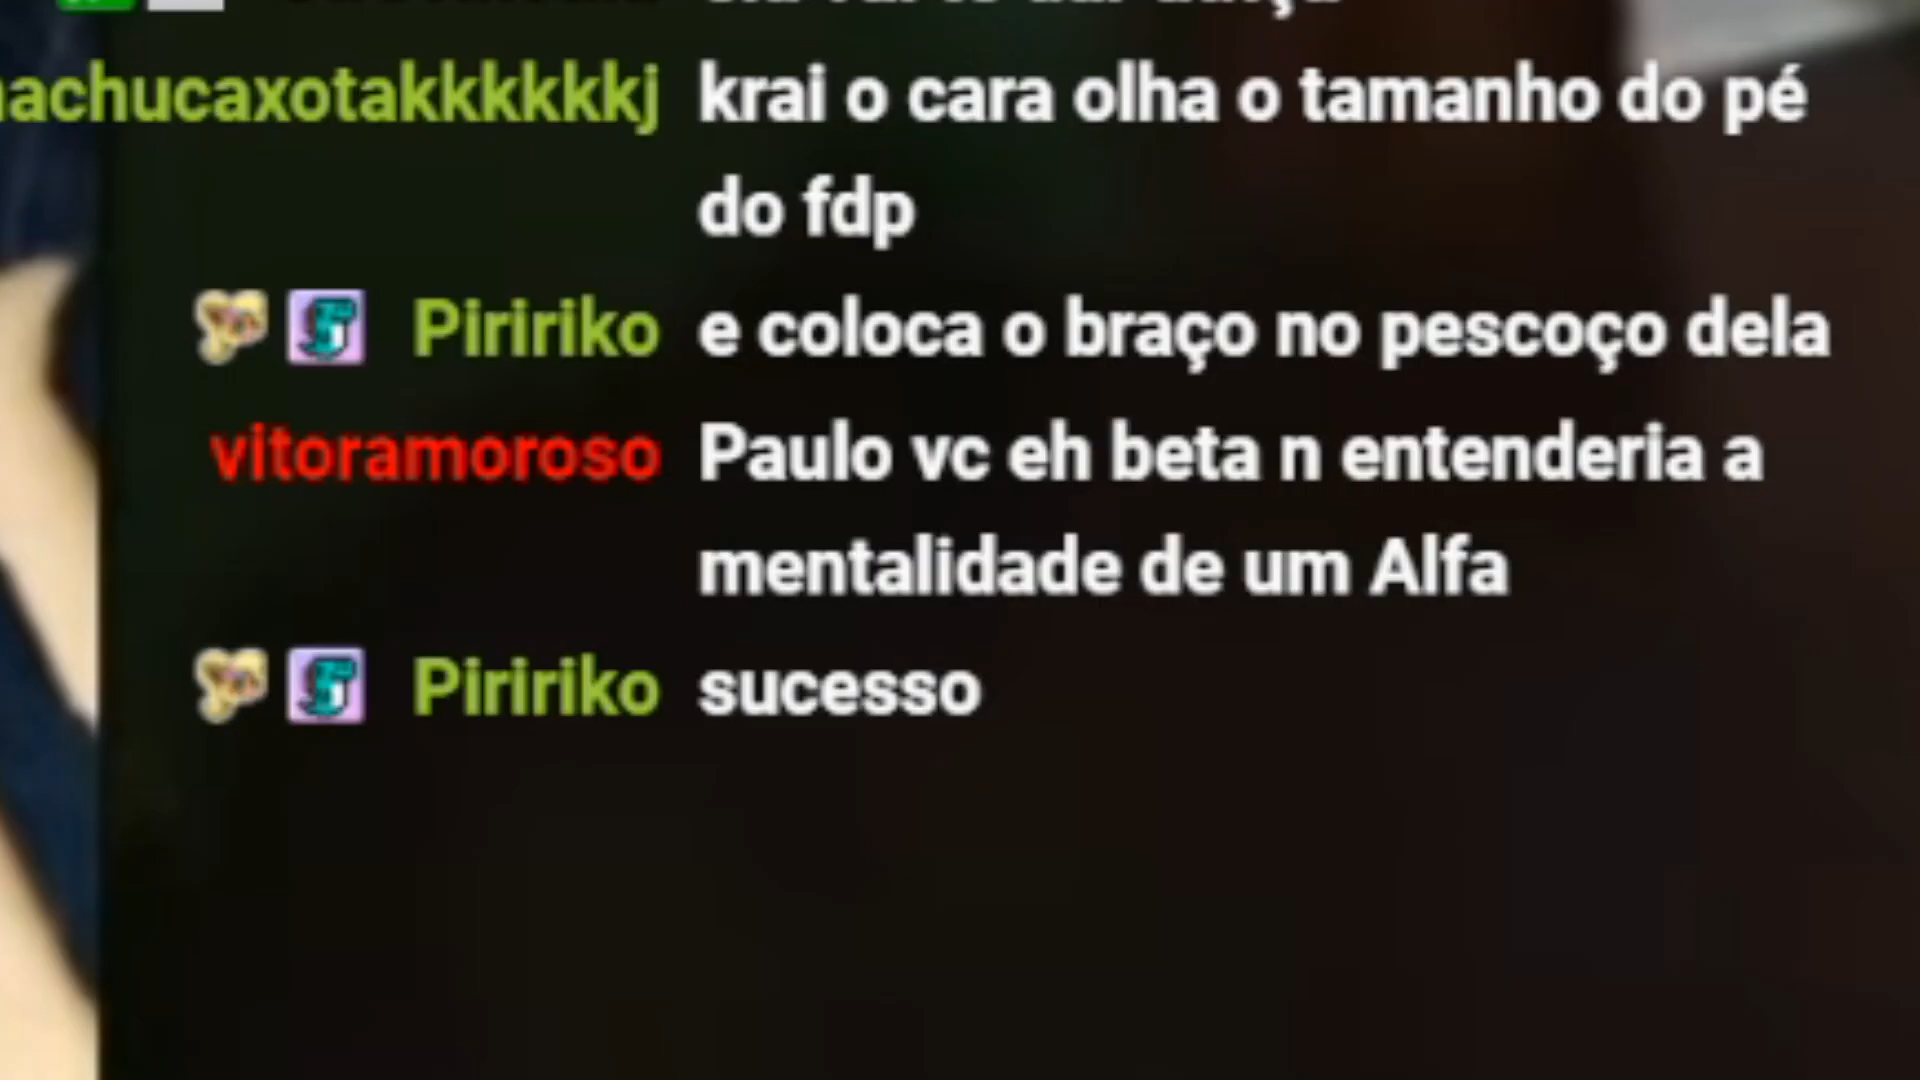 achucaxotakkkkkkj krai o cara olha o tamanho do pé
do fdp
Piririko e coloca o braço no pescoço dela
vitoramoroso Paulo vc eh beta n entenderia a
mentalidade de um Alfa
Piririko sucesso